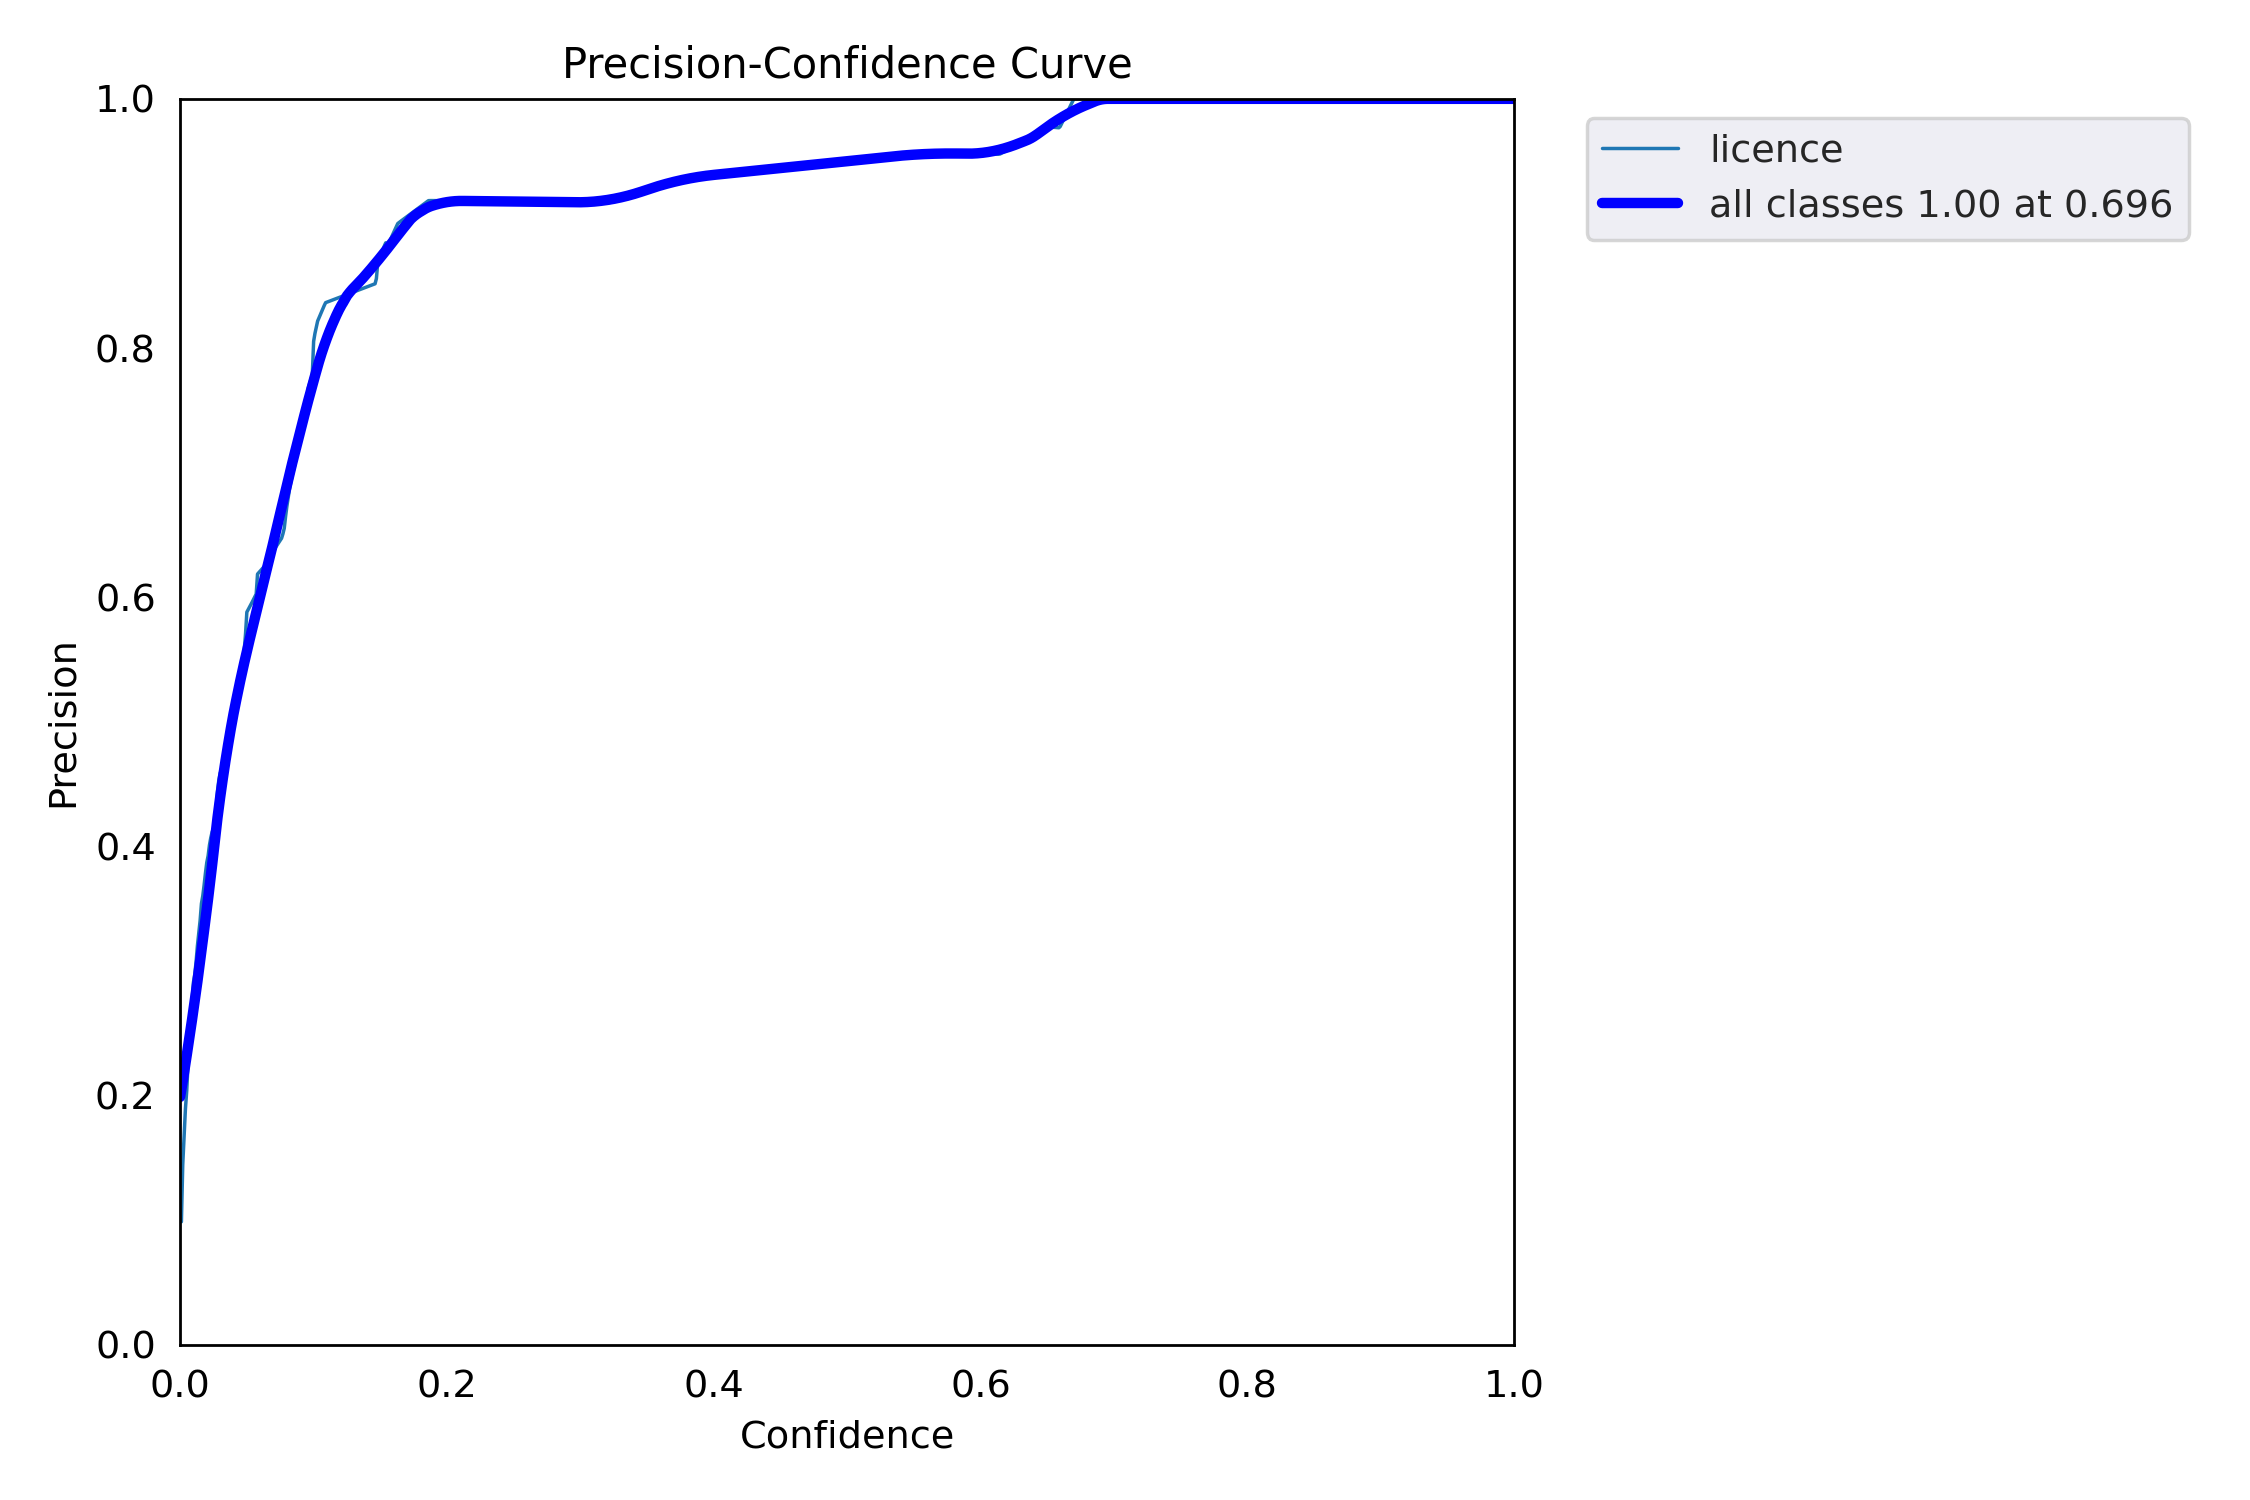 Precision-Confidence Curve
1.0
0.8
0.6
0.4
0.2
0.0
Precision
0.0 0.2 0.4 0.6 0.8 1.0
Confidence
licence
all classes 1.00 at 0.696